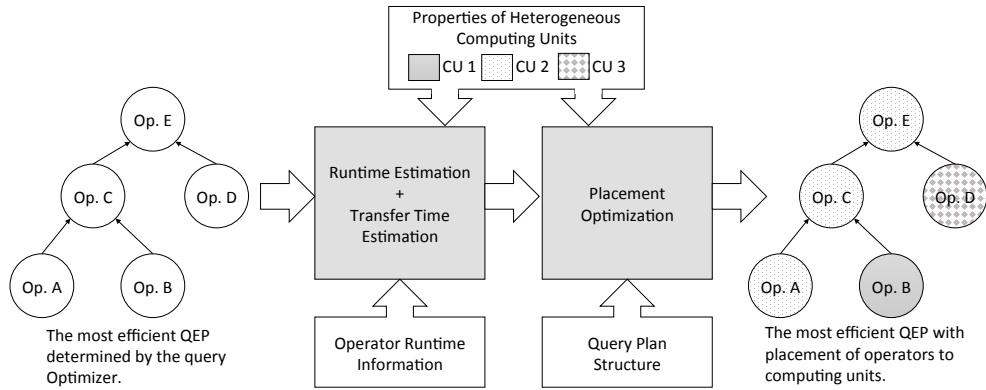 Properties of Heterogeneous
Computing Units
CU 1 CU 2 CU 3
Op. E
Op. C
Op. D
Op. A
Op. B
The most efficient QEP
determined by the query
Optimizer.
Runtime Estimation
+
Transfer Time
Estimation
Operator Runtime
Information
Placement
Optimization
Query Plan
Structure
Op. E
Op. C
Op. D
Op. A
Op. B
The most efficient QEP with
placement of operators to
computing units.